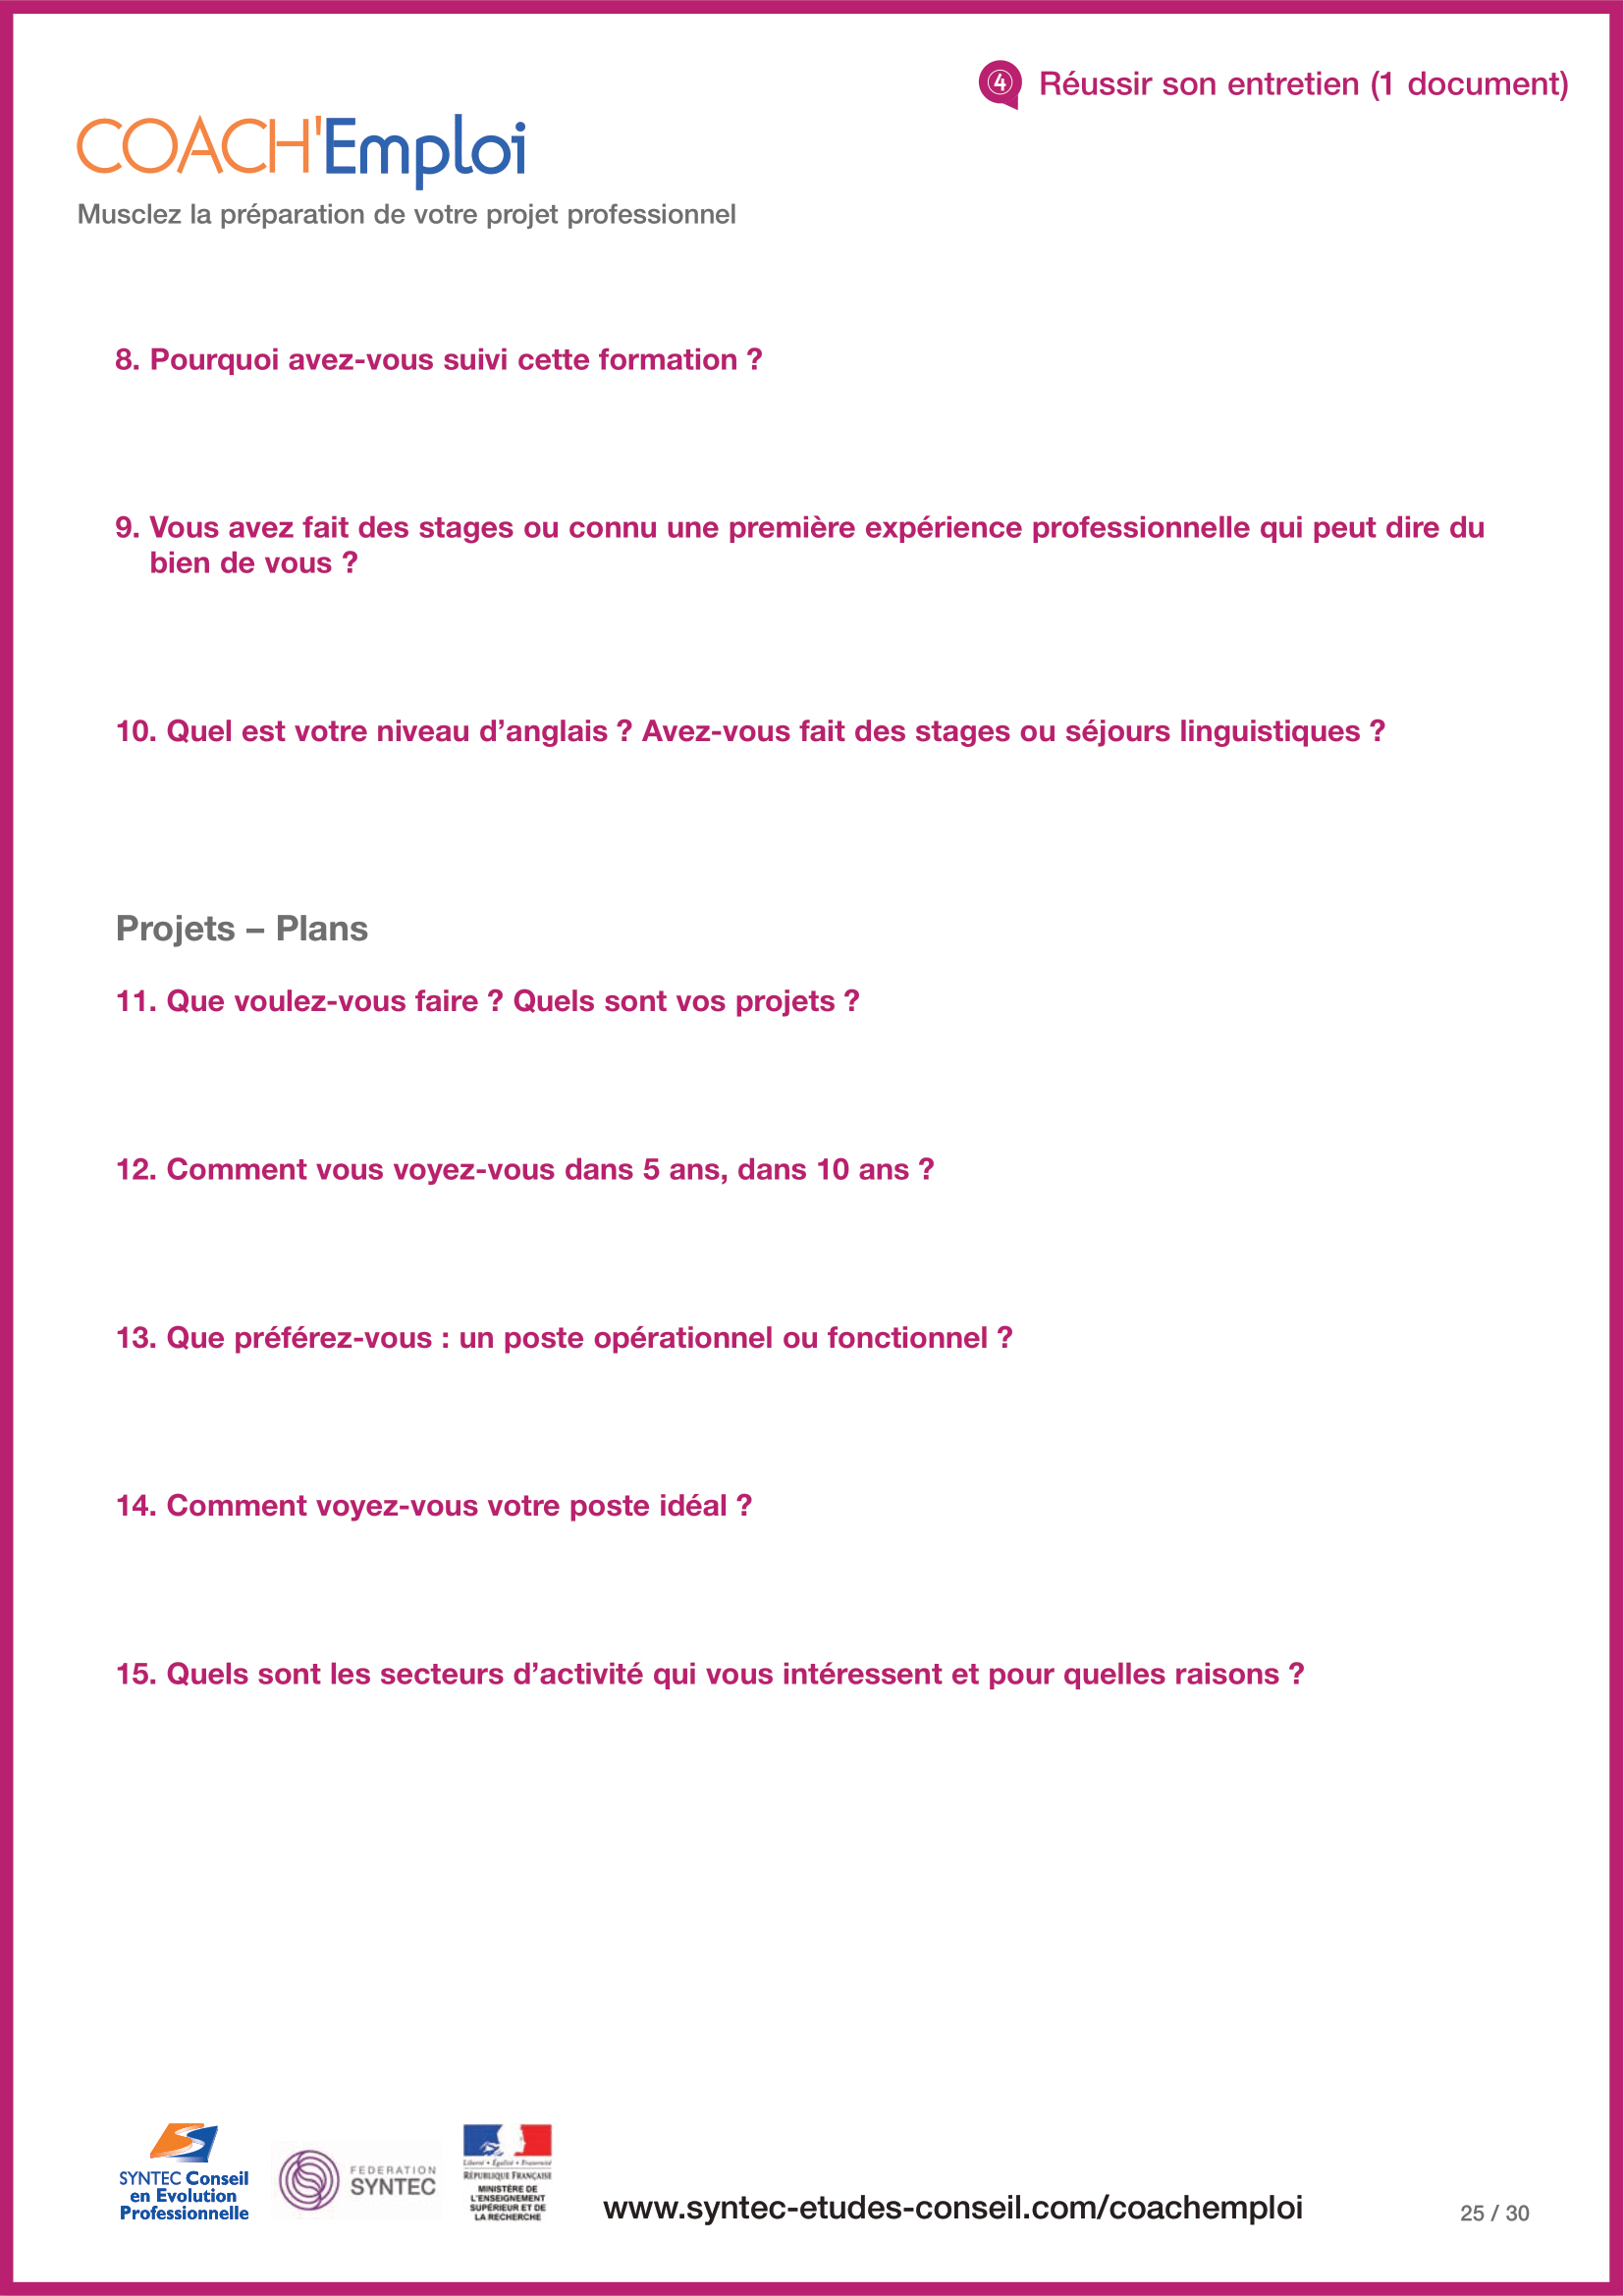 4 Réussir son entretien (1 document)
COACH'Emploi
Musclez la préparation de votre projet professionnel
8. Pourquoi avez-vous suivi cette formation ?
9. Vous avez fait des stages ou connu une première expérience professionnelle qui peut dire du
bien de vous ?
10. Quel est votre niveau d’anglais ? Avez-vous fait des stages ou séjours linguistiques ?
Projets – Plans
11. Que voulez-vous faire ? Quels sont vos projets ?
12. Comment vous voyez-vous dans 5 ans, dans 10 ans ?
13. Que préférez-vous : un poste opérationnel ou fonctionnel ?
14. Comment voyez-vous votre poste idéal ?
15. Quels sont les secteurs d’activité qui vous intéressent et pour quelles raisons ?
SYNTEC Conseil
en Evolution
Professionnelle
FEDERATION
SYNTEC
Liberté • Égalité • Fraternité
RÉPUBLIQUE FRANÇAISE
MINISTÈRE DE
L'ENSEIGNEMENT
SUPÉRIEUR ET DE
LA RECHERCHE
www.syntec-etudes-conseil.com/coachemploi
25 / 30